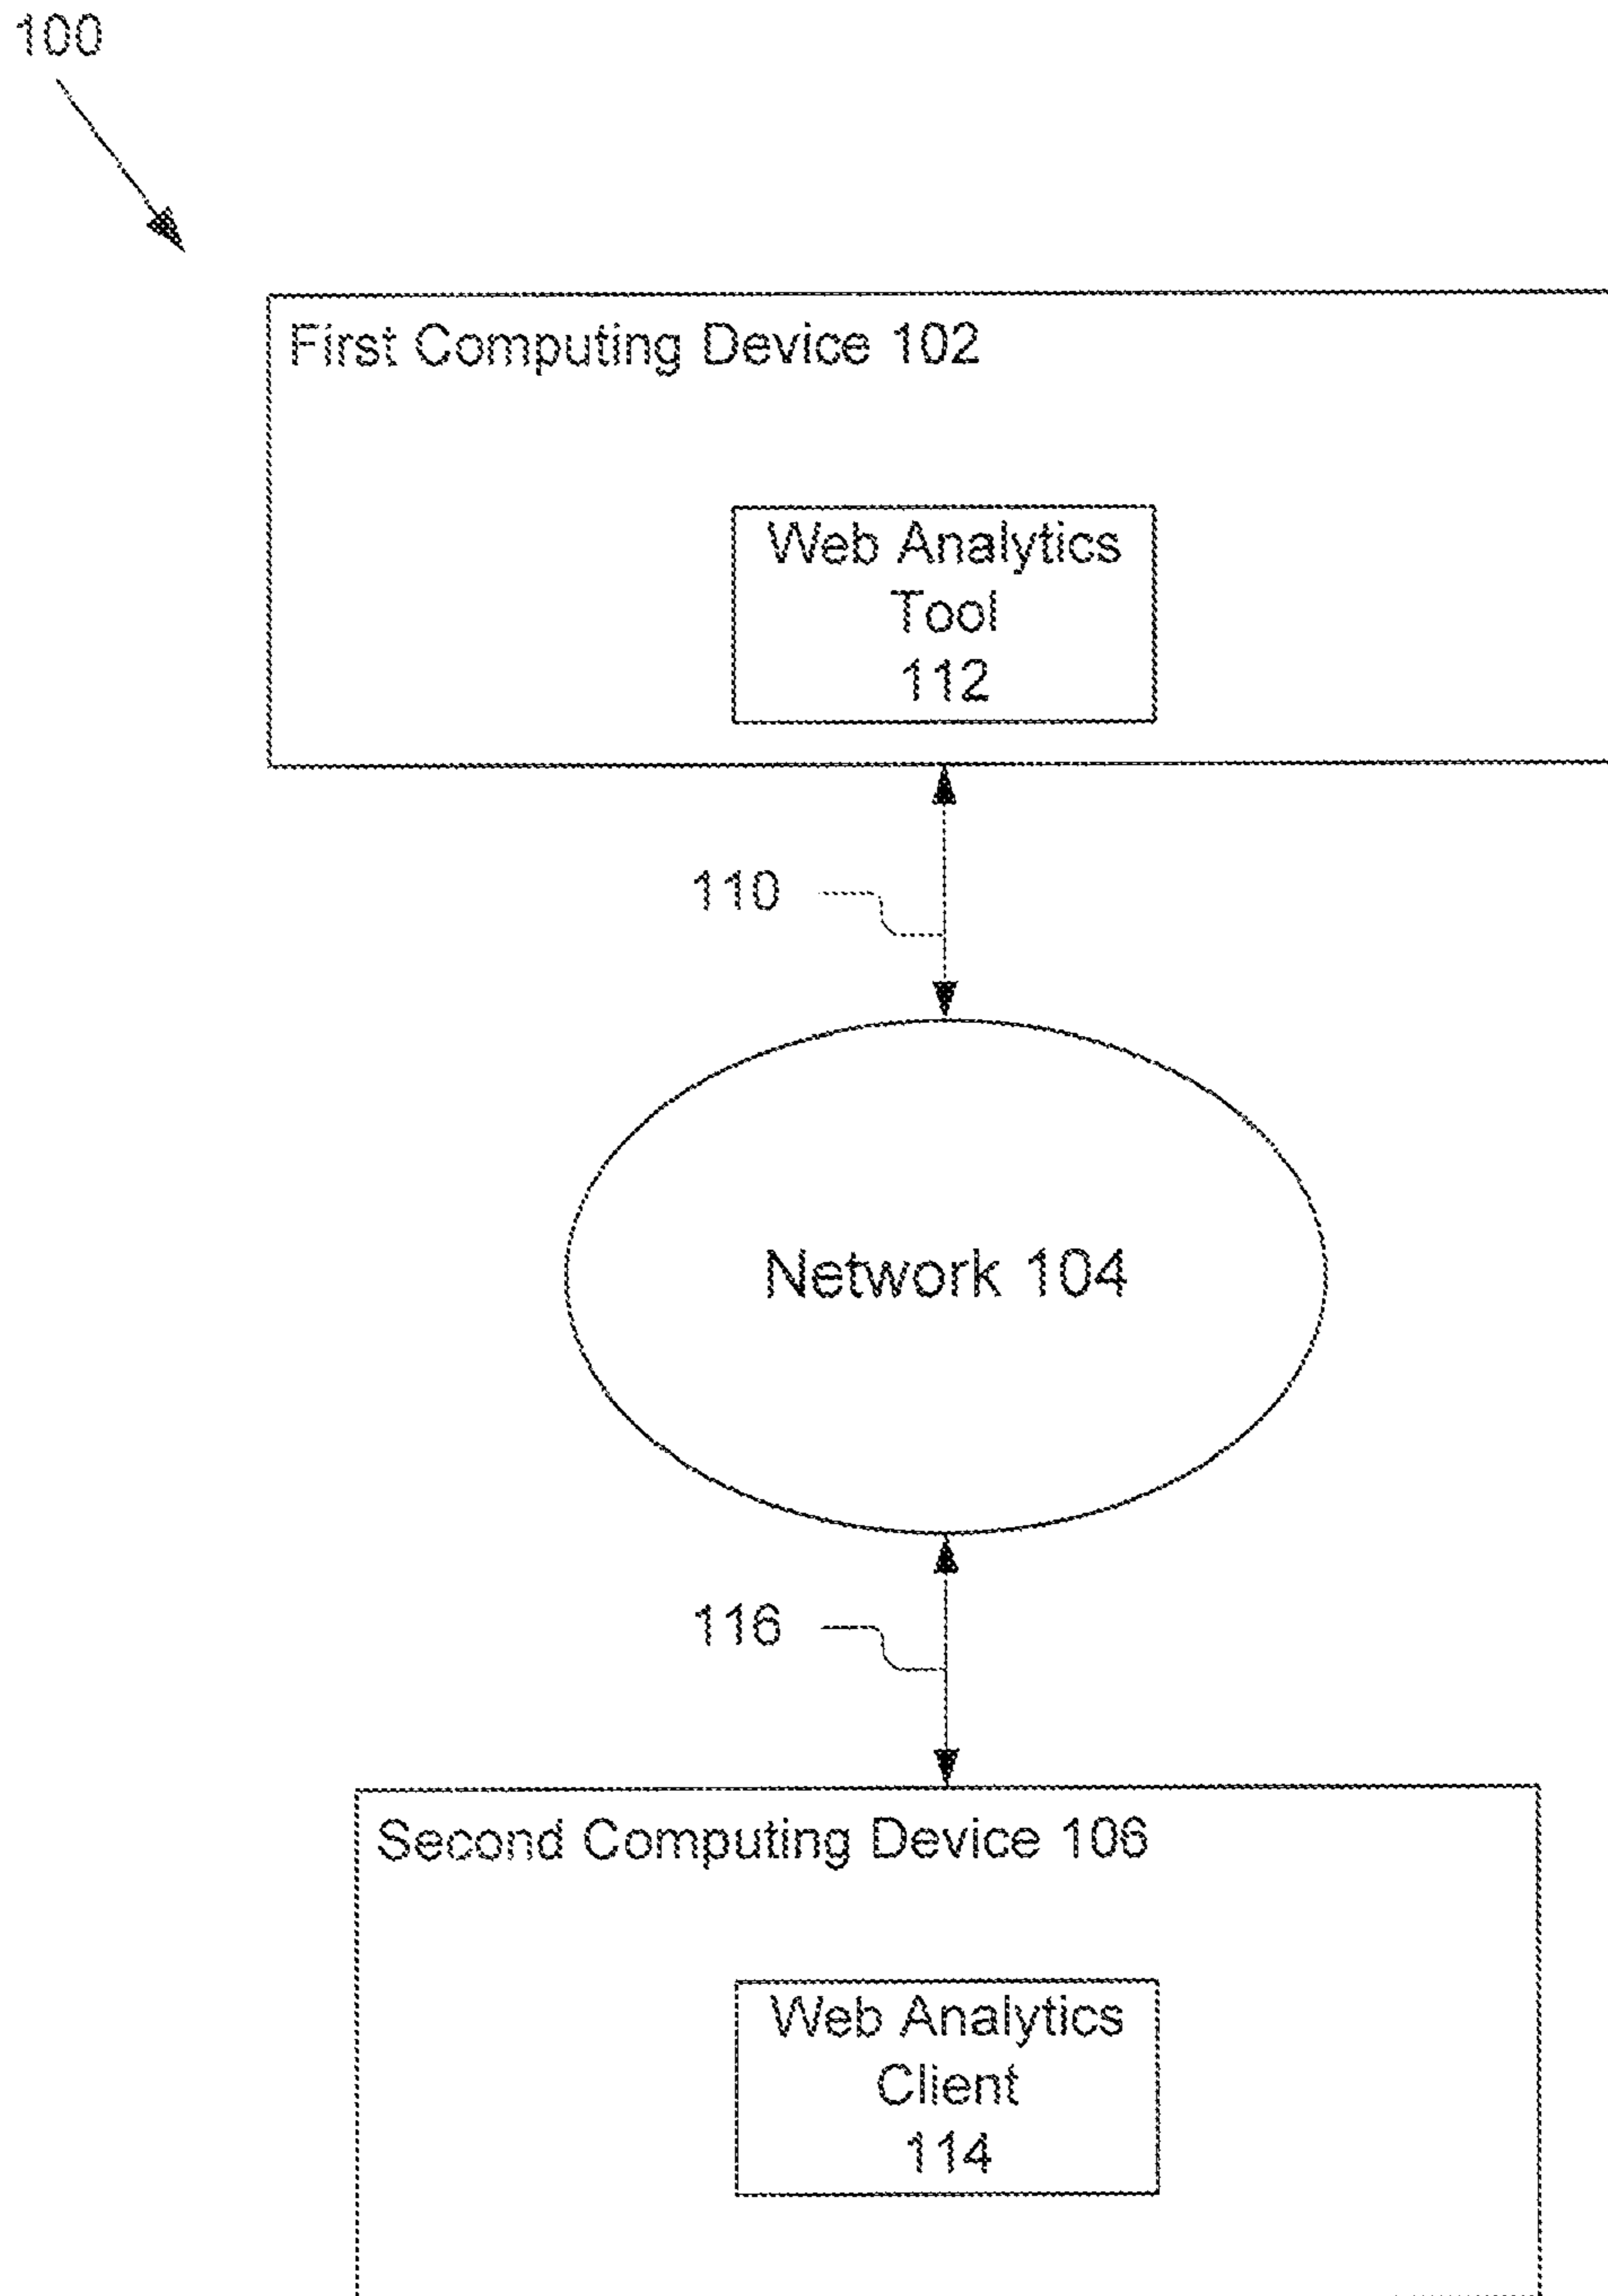 100
First Computing Device 102
Web Analytics
Tool
112
110
Network 104
116
Second Computing Device 106
Web Analytics
Client
114